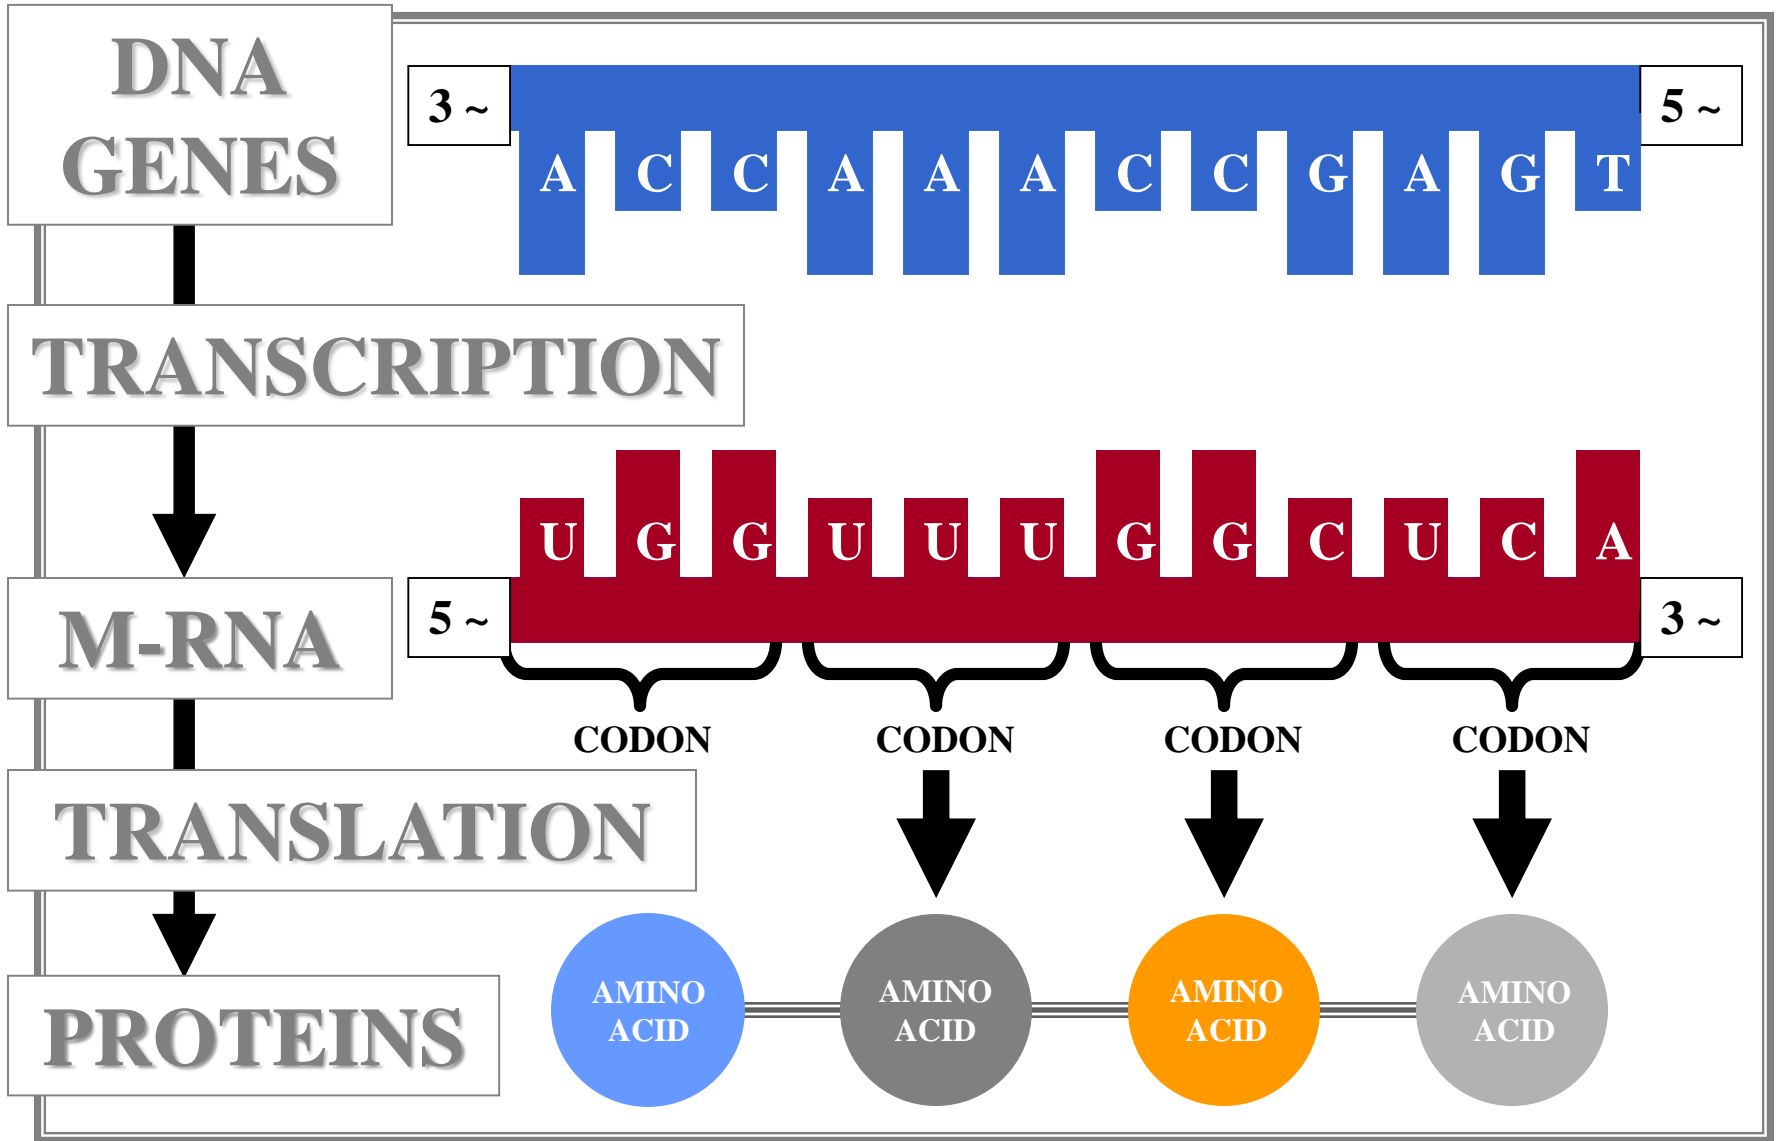 DNA
GENES
3 ~
5 ~
A C C A A A C C G A G T
TRANSCRIPTION
U G G U U U G G C U C A
M-RNA
5 ~
3 ~
CODON CODON CODON CODON
TRANSLATION
AMINO ACID
AMINO ACID
AMINO ACID
AMINO ACID
PROTEINS